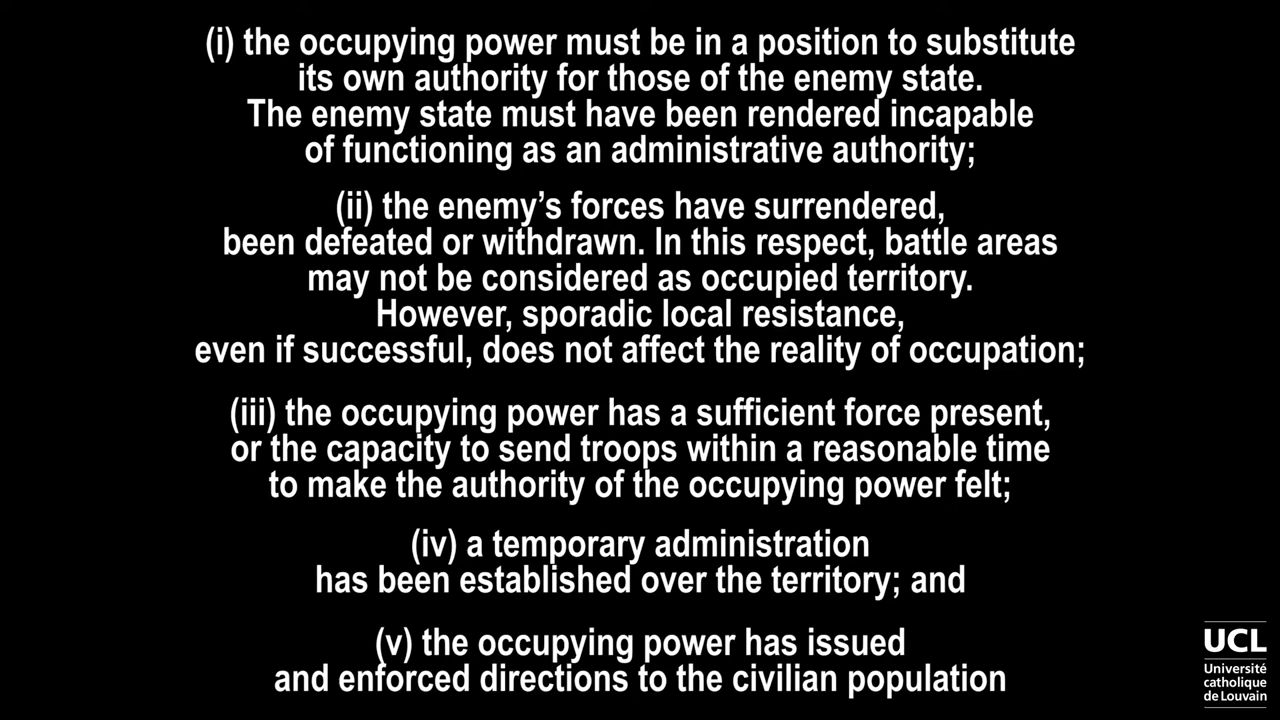 (i) the occupying power must be in a position to substitute
its own authority for those of the enemy state.
The enemy state must have been rendered incapable
of functioning as an administrative authority;
(ii) the enemy’s forces have surrendered,
been defeated or withdrawn. In this respect, battle areas
may not be considered as occupied territory.
However, sporadic local resistance,
even if successful, does not affect the reality of occupation;
(iii) the occupying power has a sufficient force present,
or the capacity to send troops within a reasonable time
to make the authority of the occupying power felt;
(iv) a temporary administration
has been established over the territory; and
(v) the occupying power has issued
and enforced directions to the civilian population
UCL
Université
catholique
de Louvain